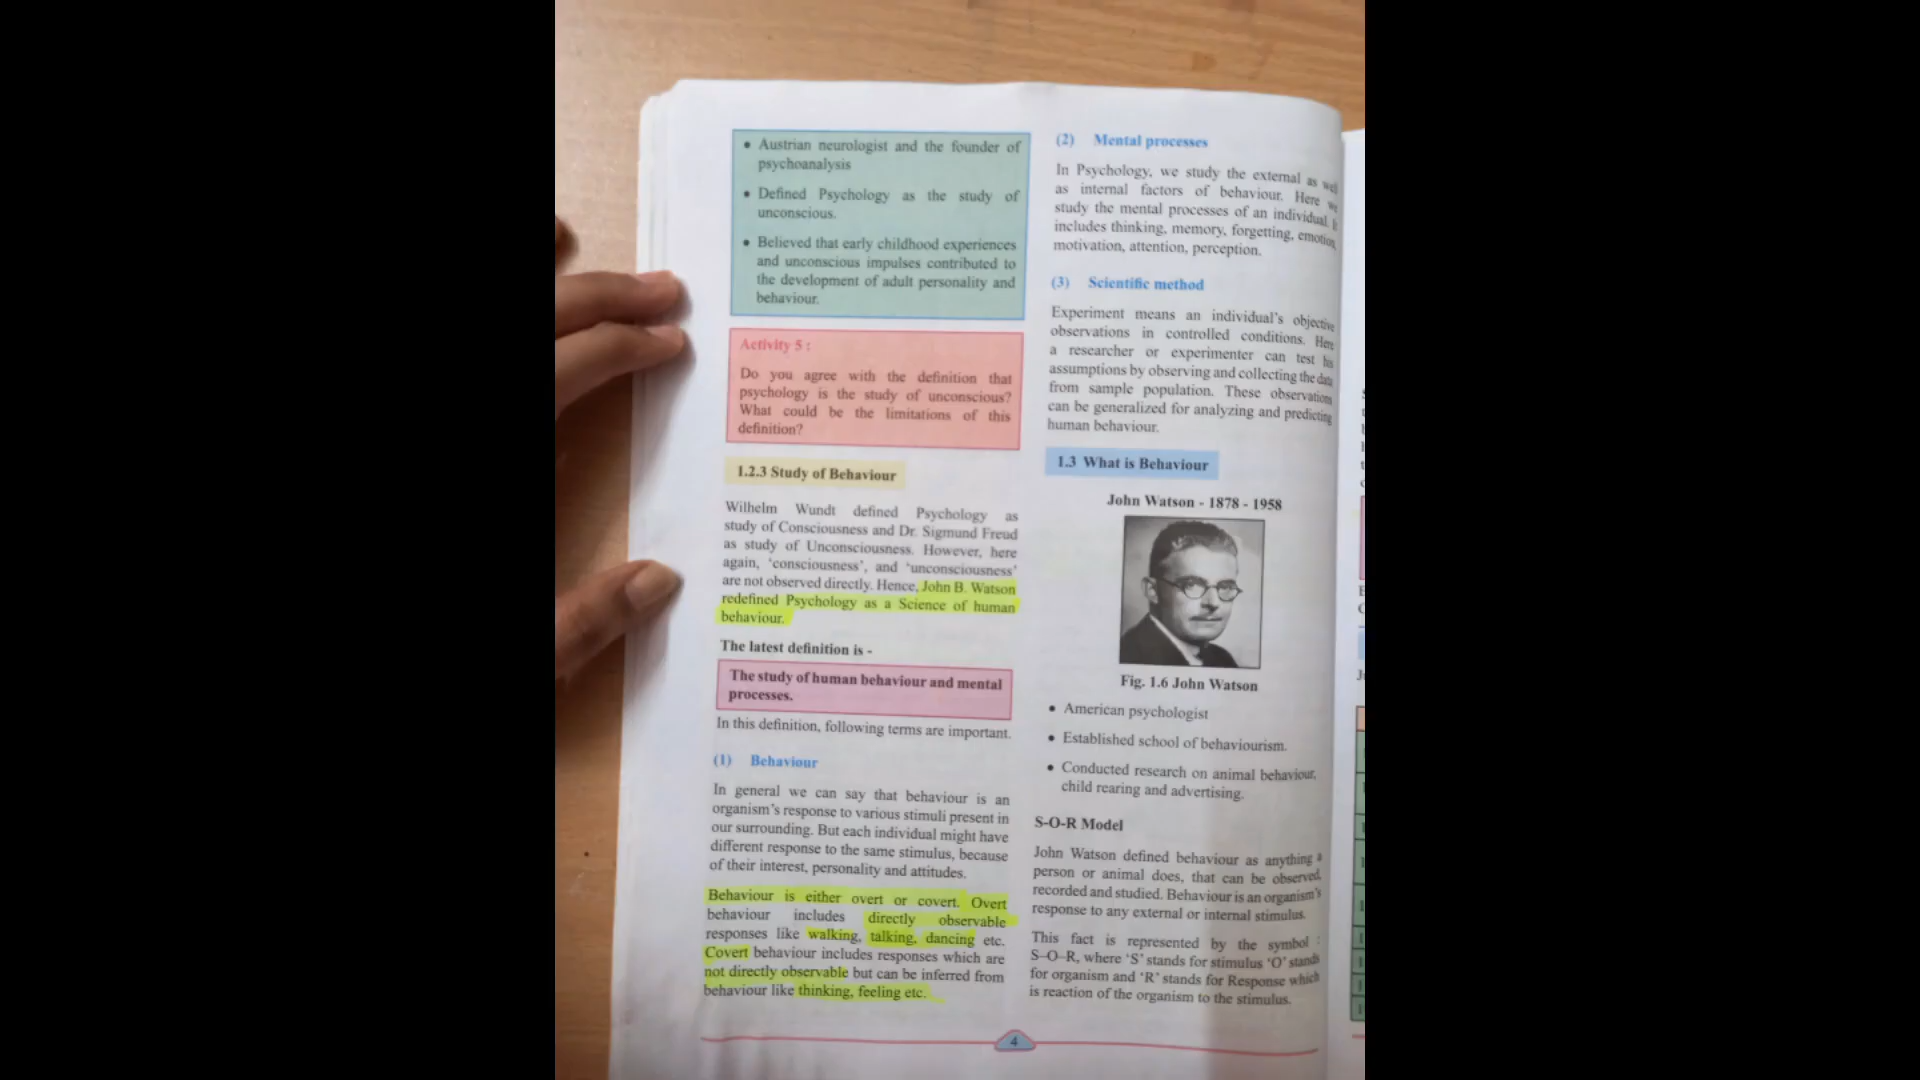 • Austrian neurologist and the founder of
psychoanalysis
• Defined Psychology as the study of
unconscious.
• Believed that early childhood experiences
and unconscious impulses contributed to
the development of adult personality and
behaviour.
Activity 5 :
Do you agree with the definition that
psychology is the study of unconscious?
What could be the limitations of this
definition?
1.2.3 Study of Behaviour
Wilhelm Wundt defined Psychology as
study of Consciousness and Dr. Sigmund Freud
as study of Unconsciousness. However, here
again, ‘consciousness’, and ‘unconsciousness’
are not observed directly. Hence, John B. Watson
redefined Psychology as a Science of human
behaviour.
The latest definition is -
The study of human behaviour and mental
processes.
In this definition, following terms are important.
(1) Behaviour
In general we can say that behaviour is an
organism’s response to various stimuli present in
our surrounding. But each individual might have
different response to the same stimulus, because
of their interest, personality and attitudes.
Behaviour is either overt or covert. Overt
behaviour includes directly observable
responses like walking, talking, dancing etc.
Covert behaviour includes responses which are
not directly observable but can be inferred from
behaviour like thinking, feeling etc.
(2) Mental processes
In Psychology, we study the external as well
as internal factors of behaviour. Here we
study the mental processes of an individual. It
includes thinking, memory, forgetting, emotion,
motivation, attention, perception.
(3) Scientific method
Experiment means an individual’s objective
observations in controlled conditions. Here
a researcher or experimenter can test his
assumptions by observing and collecting the data
from sample population. These observations
can be generalized for analyzing and predicting
human behaviour.
1.3 What is Behaviour
John Watson - 1878 - 1958
Fig. 1.6 John Watson
• American psychologist
• Established school of behaviourism.
• Conducted research on animal behaviour,
child rearing and advertising.
S-O-R Model
John Watson defined behaviour as anything a
person or animal does, that can be observed,
recorded and studied. Behaviour is an organism’s
response to any external or internal stimulus.
This fact is represented by the symbol :
S–O–R, where ‘S’ stands for stimulus ‘O’ stands
for organism and ‘R’ stands for Response which
is reaction of the organism to the stimulus.
4